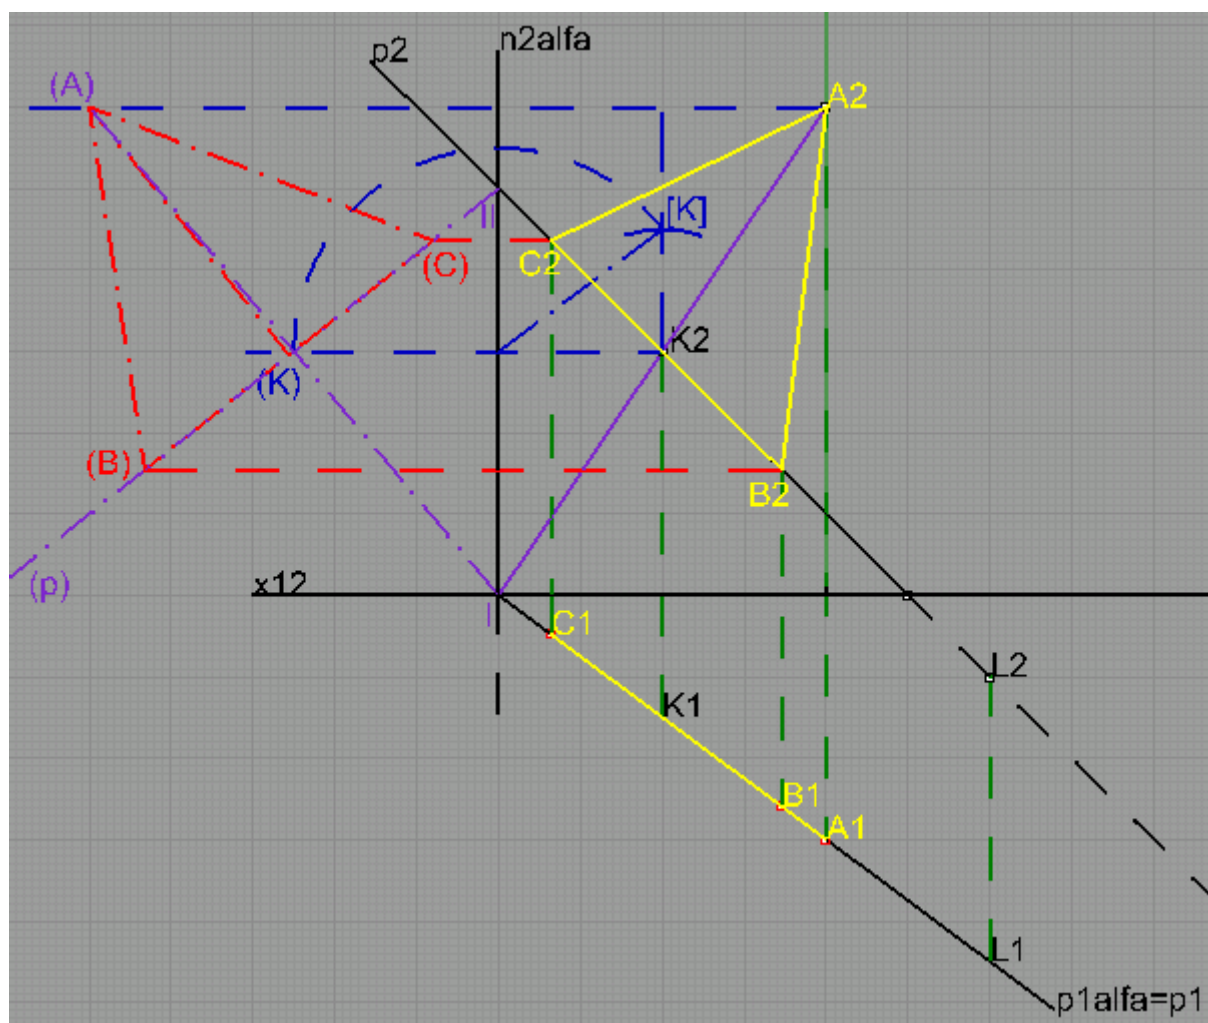 n2alfa
p2
(A)
A2
[K]
II
(C)
C2
K2
(K)
(B)
B2
(p)
x12
I
C1
L2
K1
B1
A1
L1
p1alfa=p1